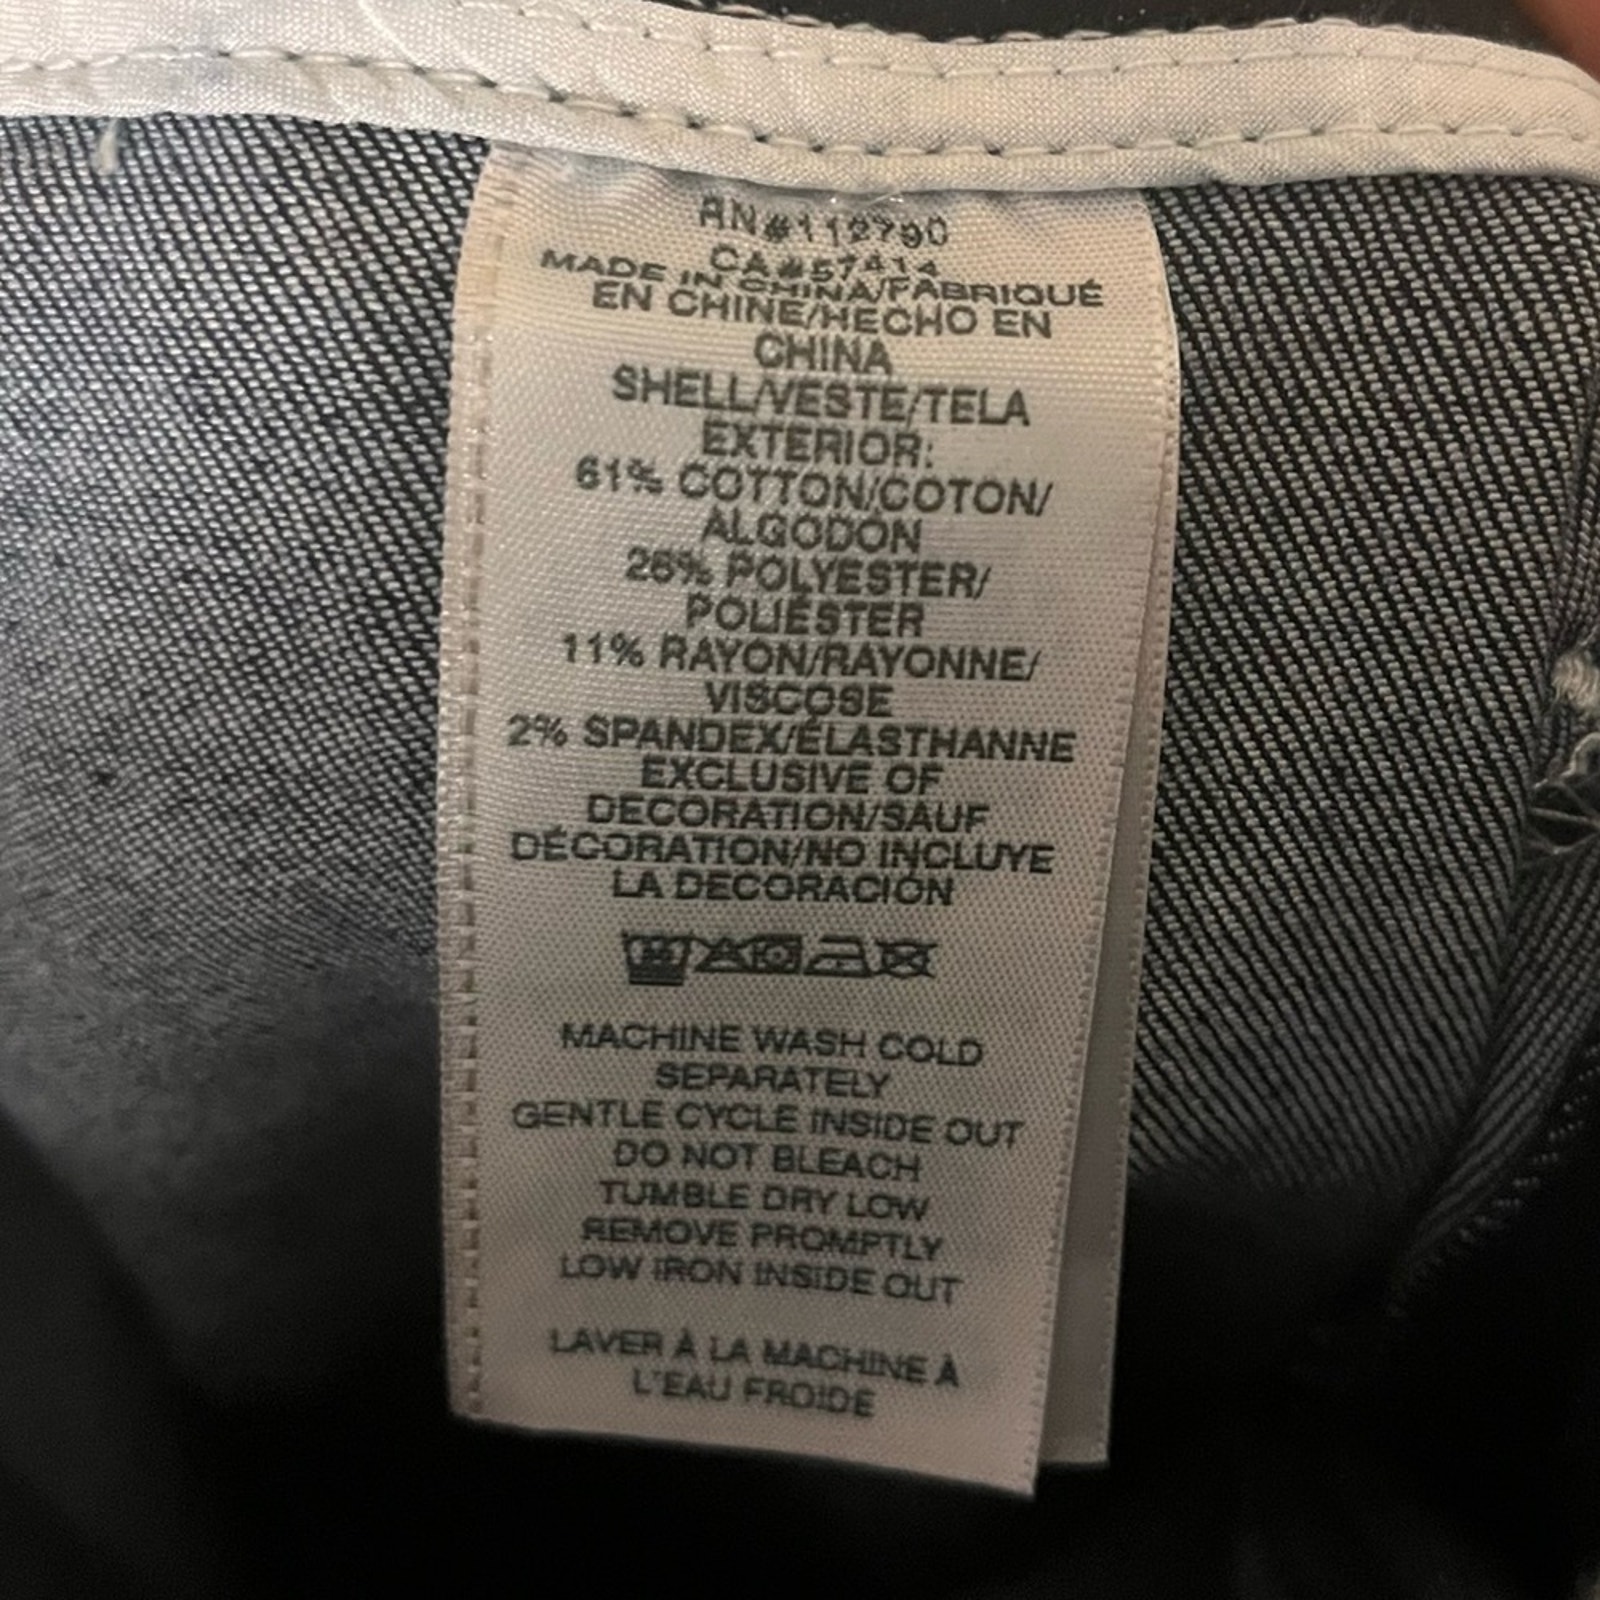 RN#112790
CA#57414
MADE IN CHINA/FABRIQUÉ
EN CHINE/HECHO EN
CHINA
SHELL/VESTE/TELA
EXTERIOR:
61% COTTON/COTON/
ALGODÓN
26% POLYESTER/
POLIÉSTER
11% RAYON/RAYONNE/
VISCOSE
2% SPANDEX/ÉLASTHANNE
EXCLUSIVE OF
DECORATION/SAUF
DÉCORATION/NO INCLUYE
LA DECORACIÓN
MACHINE WASH COLD
SEPARATELY
GENTLE CYCLE INSIDE OUT
DO NOT BLEACH
TUMBLE DRY LOW
REMOVE PROMPTLY
LOW IRON INSIDE OUT
LAVER À LA MACHINE À
L'EAU FROIDE